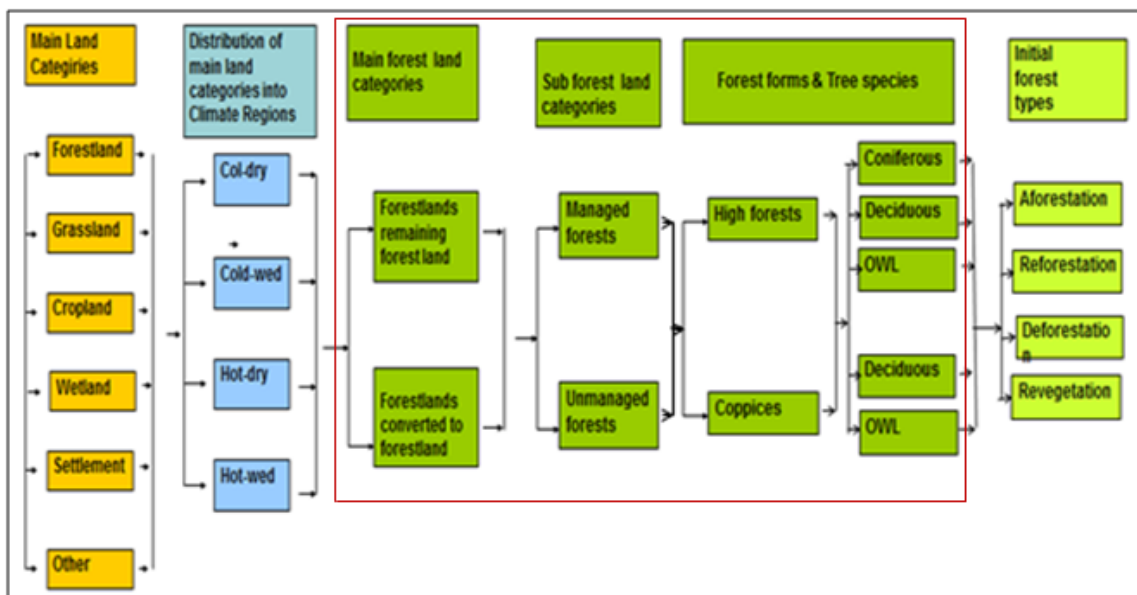 Main Land
Categiries
Distribution of
main land
categories into
Climate Regions
Main forest land
categories
Sub forest land
categories
Forest forms & Tree species
Initial
forest
types
Forestland
Grassland
Cropland
Wetland
Settlement
Other
Col-dry
Cold-wed
Hot-dry
Hot-wed
Forestlands
remaining
forest land
Forestlands
converted to
forestland
Managed
forests
Unmanaged
forests
High forests
Coppices
Coniferous
Deciduous
OWL
Deciduous
OWL
Aforestation
Reforestation
Deforestatio
n
Revegetation